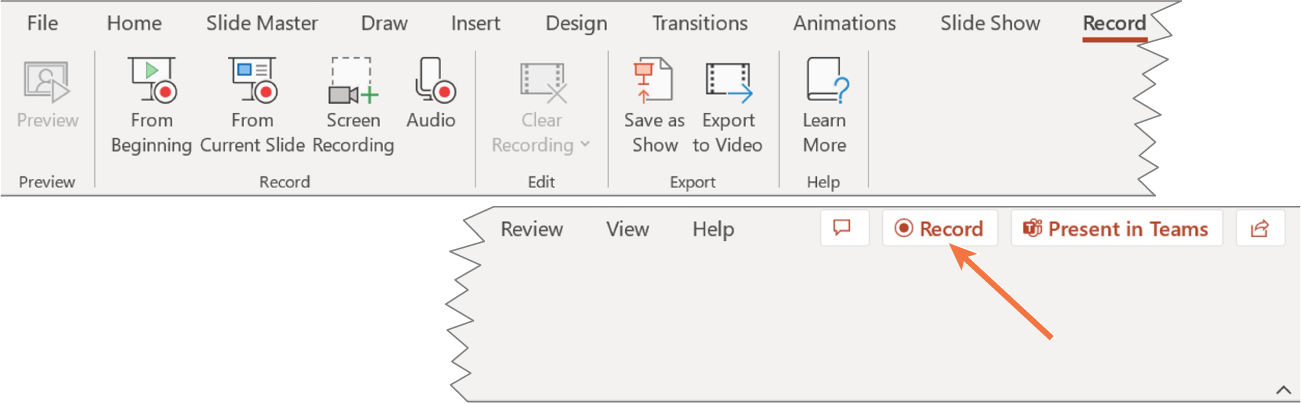 File Home Slide Master Draw Insert Design Transitions Animations Slide Show Record
Preview From Beginning From Current Slide Screen Recording Audio Clear Recording Save as Show Export to Video Learn More
Preview Record Edit Export Help
Review View Help Record Present in Teams